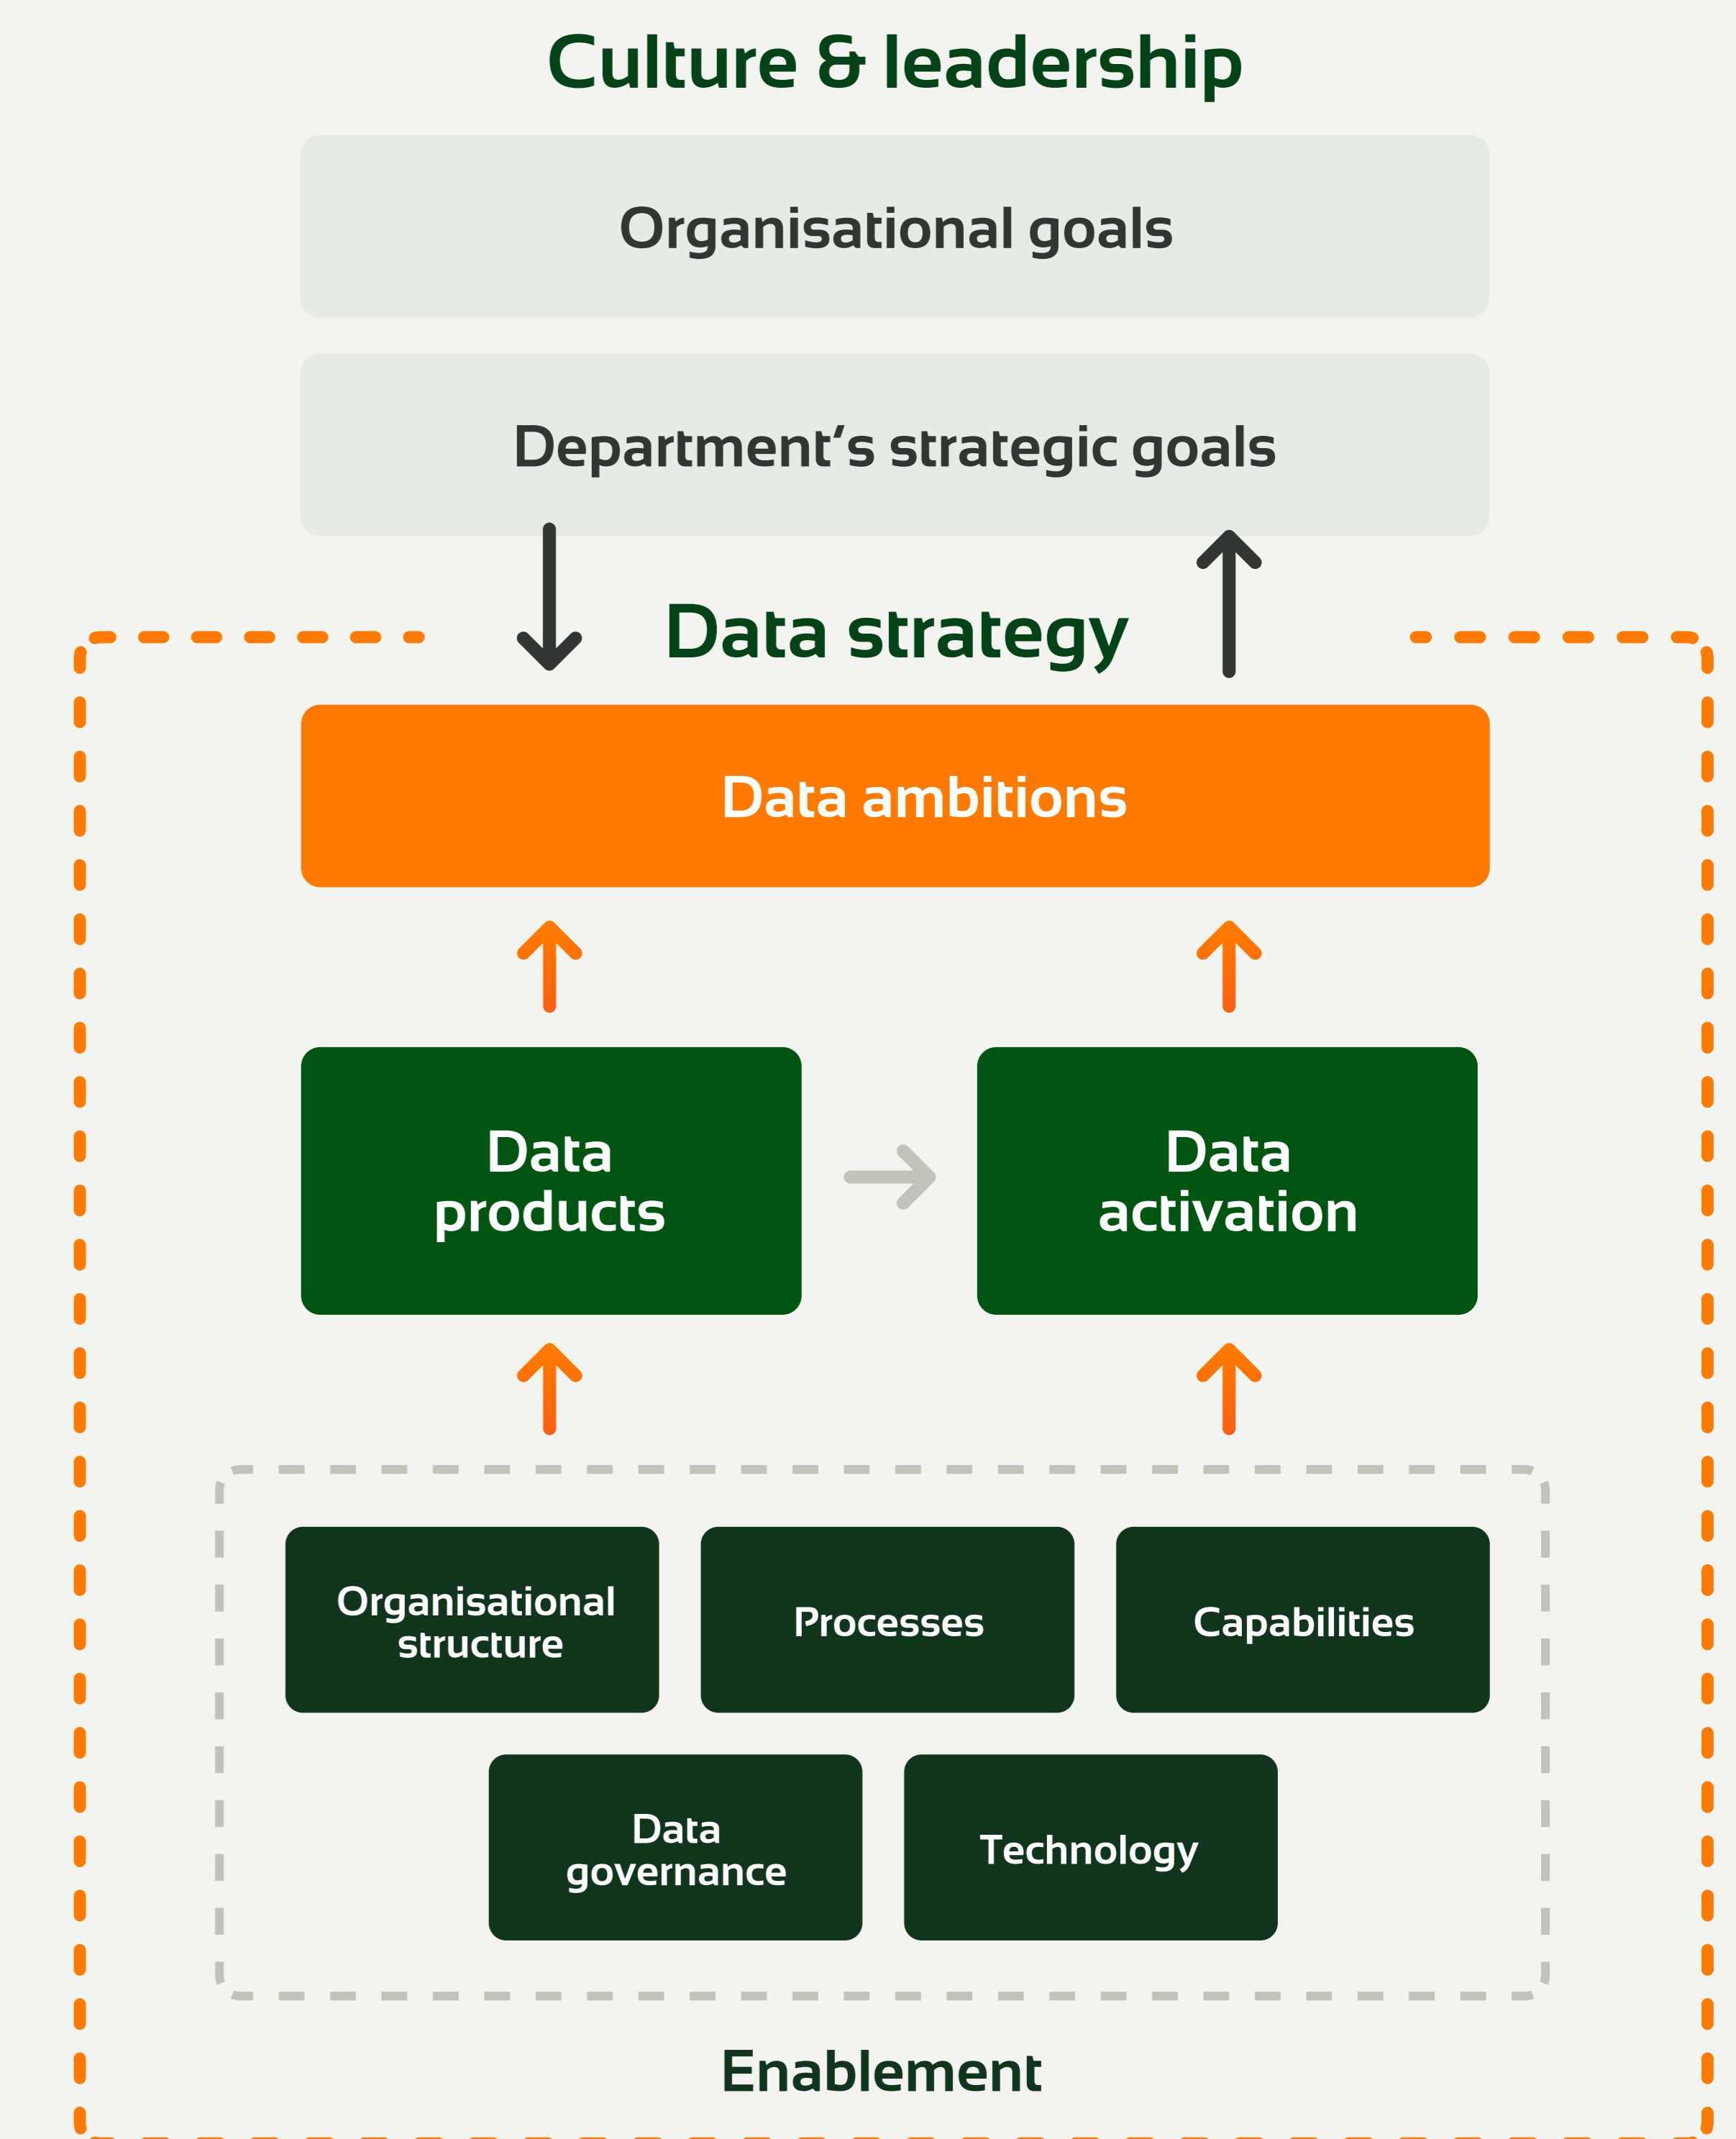 Culture & leadership
Organisational goals
Department‘s strategic goals
Data strategy
Data ambitions
Data
products
Data
activation
Organisational
structure
Processes
Capabilities
Data
governance
Technology
Enablement